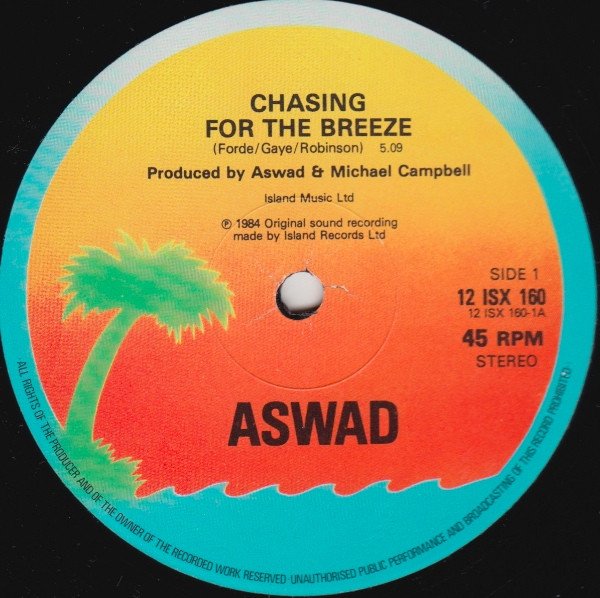 CHASING
FOR THE BREEZE
(Forde/Gaye/Robinson) 5.09
Produced by Aswad & Michael Campbell
Island Music Ltd
℗ 1984 Original sound recording
made by Island Records Ltd
SIDE 1
12 ISX 160
12 ISX 160-1A
45 RPM
STEREO
ASWAD
ALL RIGHTS OF THE PRODUCER AND OF THE OWNER OF THE RECORDED WORK RESERVED UNAUTHORISED PUBLIC PERFORMANCE AND BROADCASTING OF THIS RECORD PROHIBITED